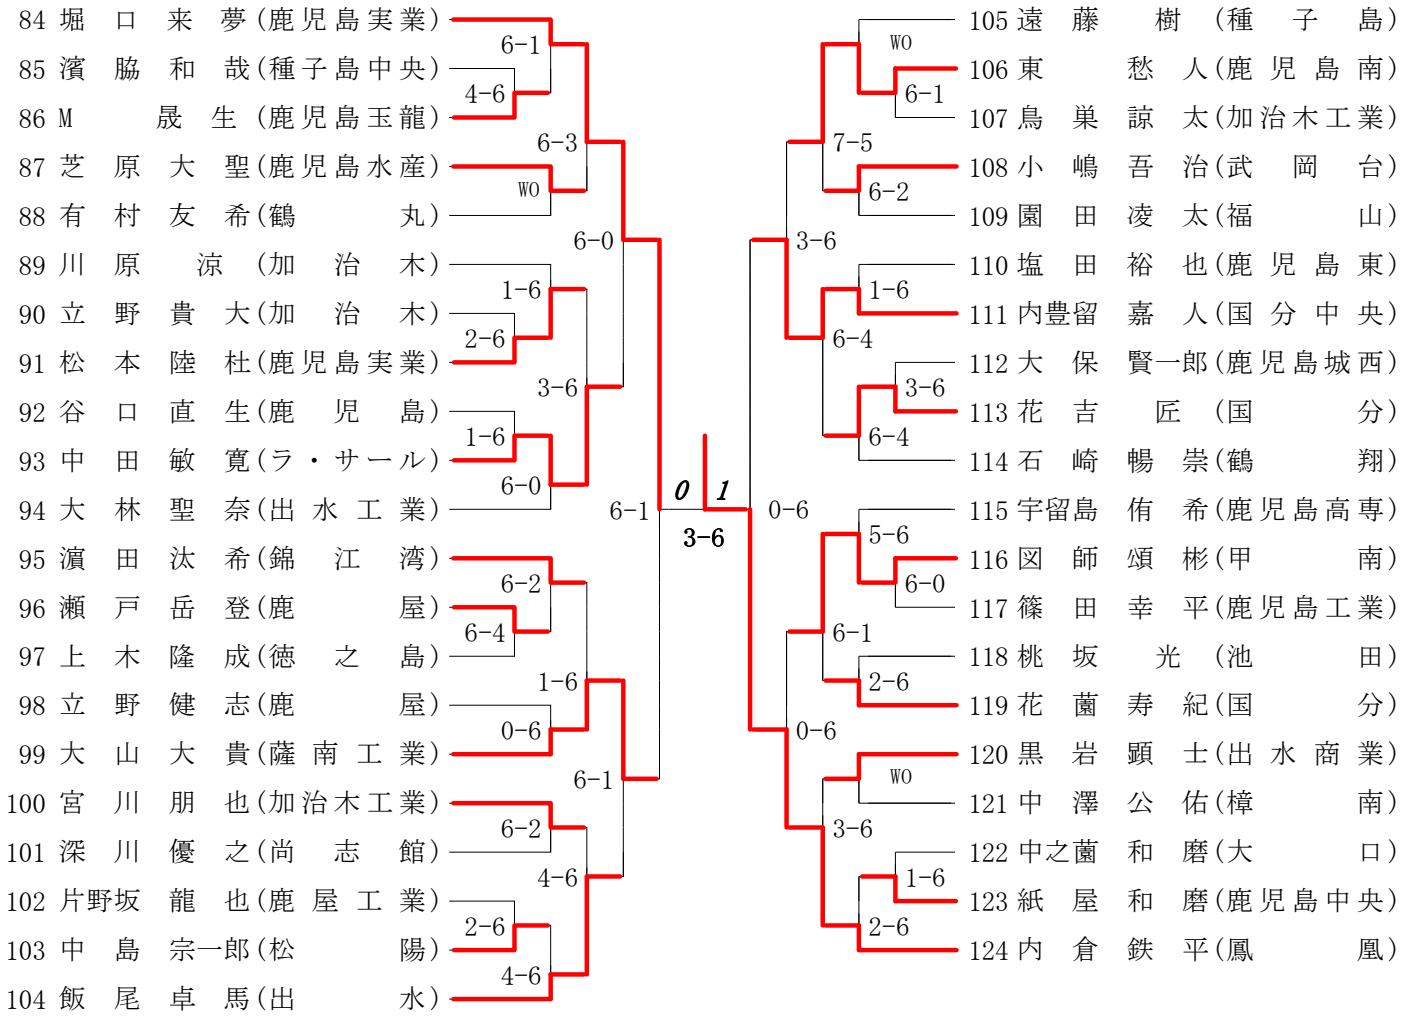 84 堀口来夢(鹿児島実業)
6-1
85 濱脇和哉(種子島中央)
4-6
86 M 晟生(鹿児島玉龍)
6-3
87 芝原大聖(鹿児島水産)
WO
88 有村友希(鶴丸)
6-0
89 川原涼(加治木)
1-6
90 立野貴大(加治木)
2-6
91 松本陸杜(鹿児島実業)
3-6
92 谷口直生(鹿児島)
1-6
93 中田敏寛(ラ・サール)
6-0
94 大林聖奈(出水工業)
6-1
95 濵田汰希(錦江湾)
6-2
96 瀬戸岳登(鹿屋)
6-4
97 上木隆成(徳之島)
1-6
98 立野健志(鹿屋)
0-6
99 大山大貴(薩南工業)
6-1
100 宮川朋也(加治木工業)
6-2
101 深川優之(尚志館)
4-6
102 片野坂龍也(鹿屋工業)
2-6
103 中島宗一郎(松陽)
4-6
104 飯尾卓馬(出水)
0 1
3-6
105 遠藤樹(種子島)
WO
106 東愁人(鹿児島南)
6-1
107 鳥巣諒太(加治木工業)
7-5
108 小嶋吾治(武岡台)
6-2
109 園田凌太(福山)
3-6
110 塩田裕也(鹿児島東)
1-6
111 内豊留嘉人(国分中央)
6-4
112 大保賢一郎(鹿児島城西)
3-6
113 花吉匠(国分)
6-4
114 石崎暢崇(鶴翔)
0-6
115 宇留島侑希(鹿児島高専)
5-6
116 図師頌彬(甲南)
6-0
117 篠田幸平(鹿児島工業)
6-1
118 桃坂光(池田)
2-6
119 花薗寿紀(国分)
0-6
120 黒岩顕士(出水商業)
WO
121 中澤公佑(樟南)
3-6
122 中之薗和磨(大口)
1-6
123 紙屋和磨(鹿児島中央)
2-6
124 内倉鉄平(鳳凰)